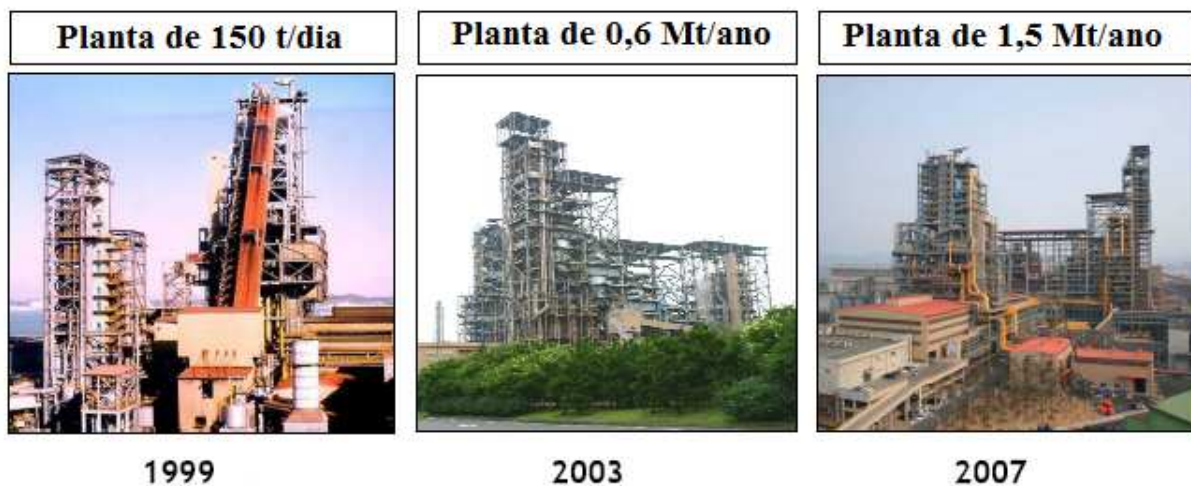 Planta de 150 t/dia
Planta de 0,6 Mt/ano
Planta de 1,5 Mt/ano
1999
2003
2007